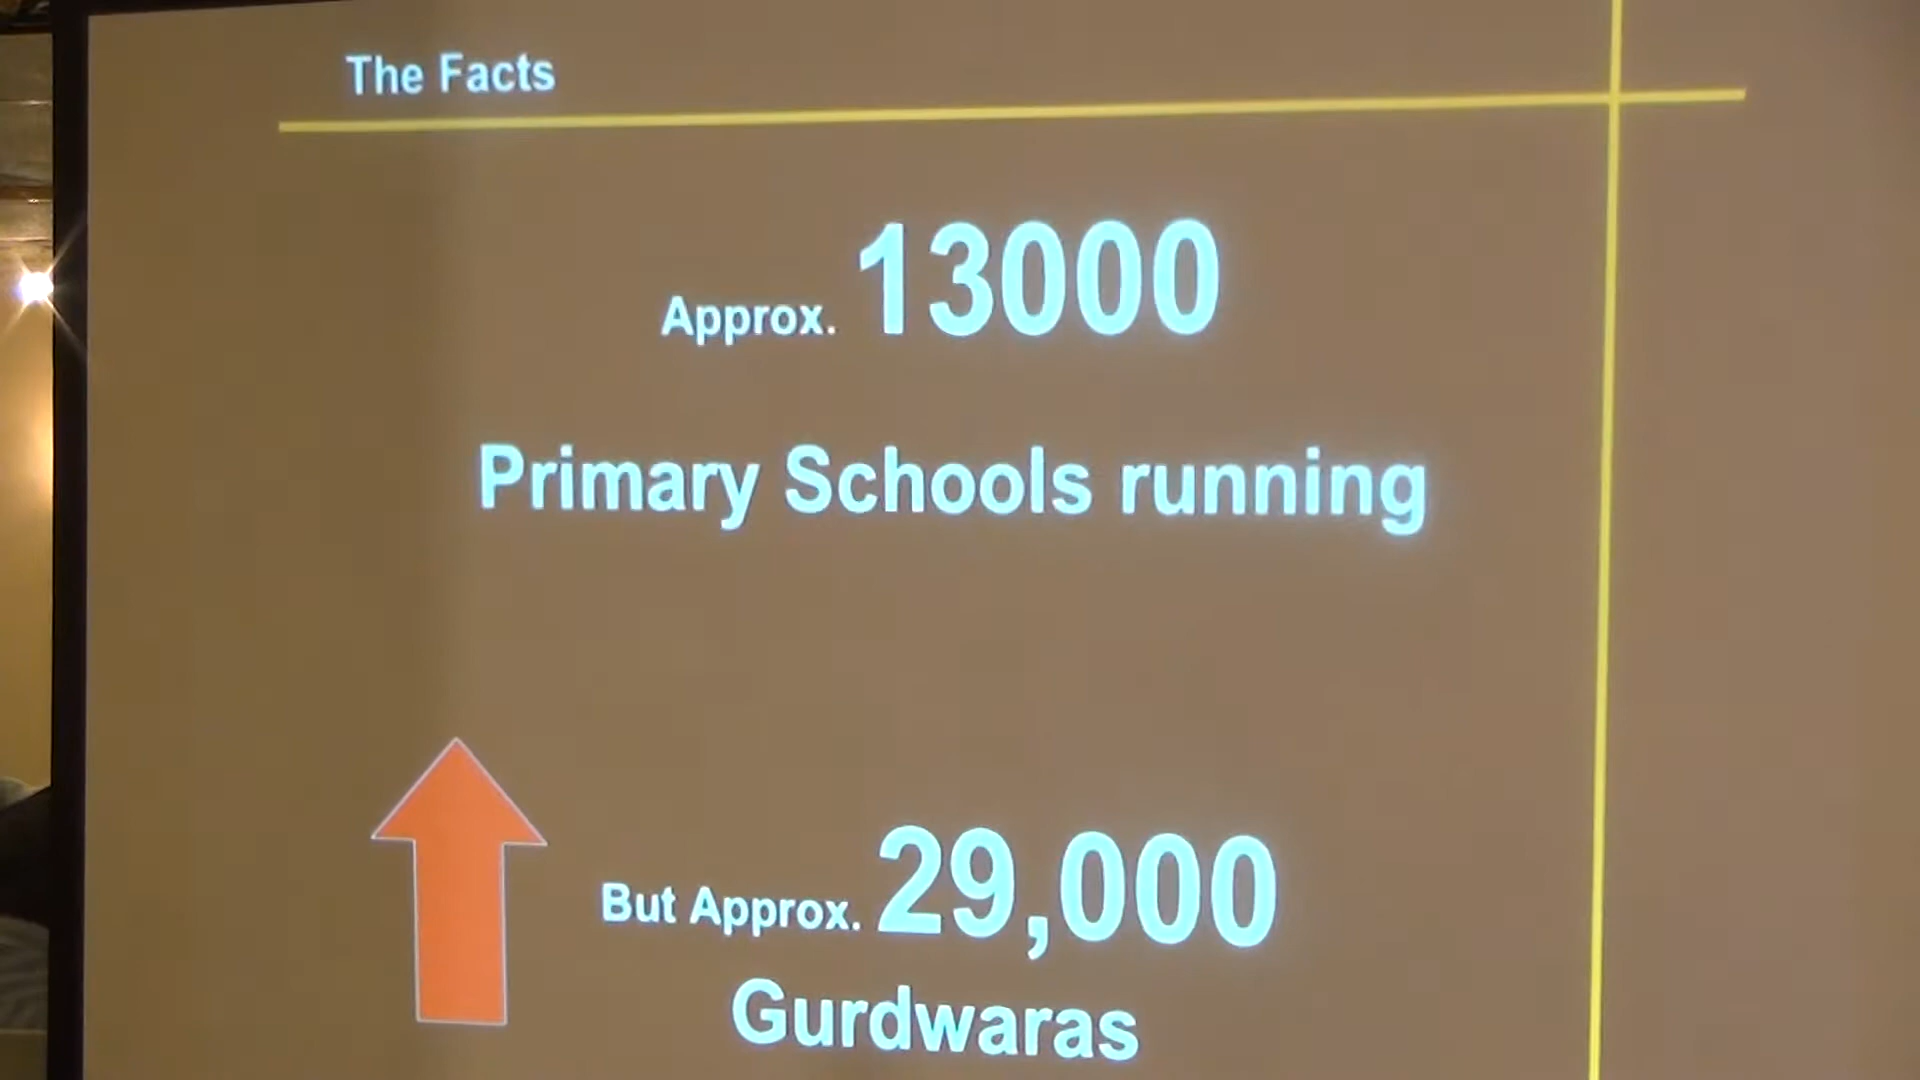 The Facts
Approx. 13000
Primary Schools running
But Approx. 29,000
Gurdwaras